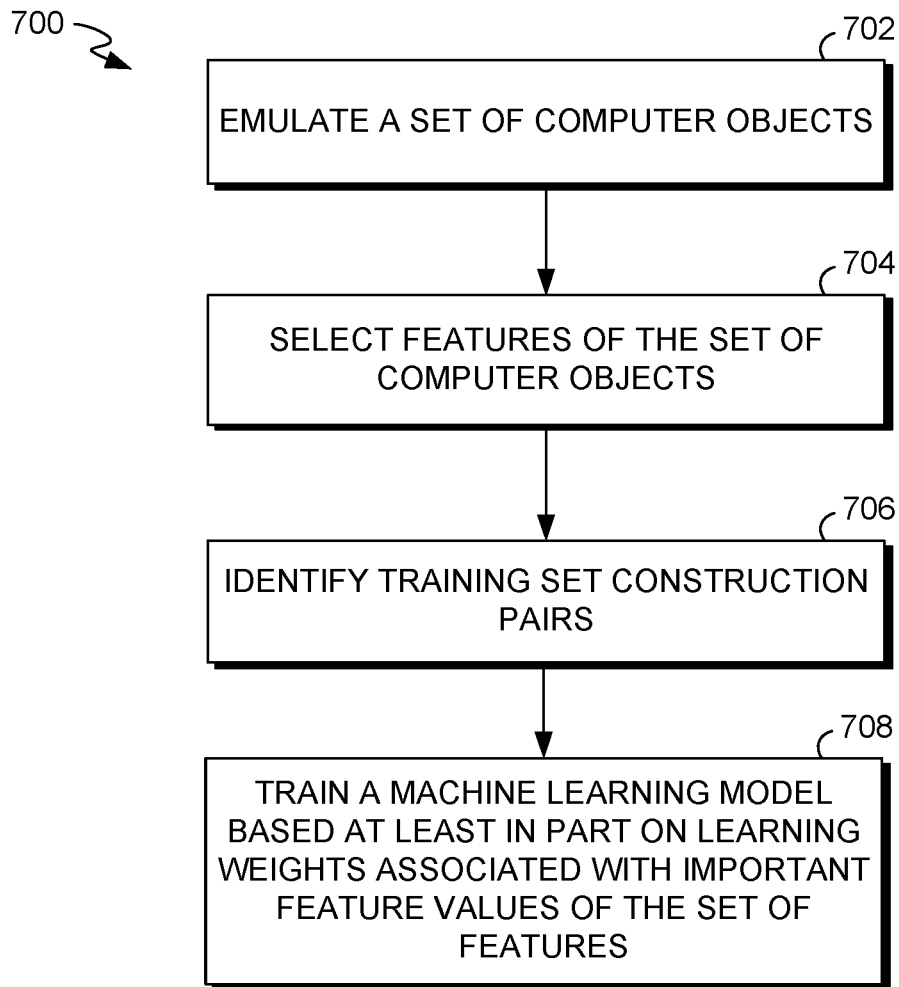 700
702
EMULATE A SET OF COMPUTER OBJECTS
704
SELECT FEATURES OF THE SET OF
COMPUTER OBJECTS
706
IDENTIFY TRAINING SET CONSTRUCTION
PAIRS
708
TRAIN A MACHINE LEARNING MODEL
BASED AT LEAST IN PART ON LEARNING
WEIGHTS ASSOCIATED WITH IMPORTANT
FEATURE VALUES OF THE SET OF
FEATURES